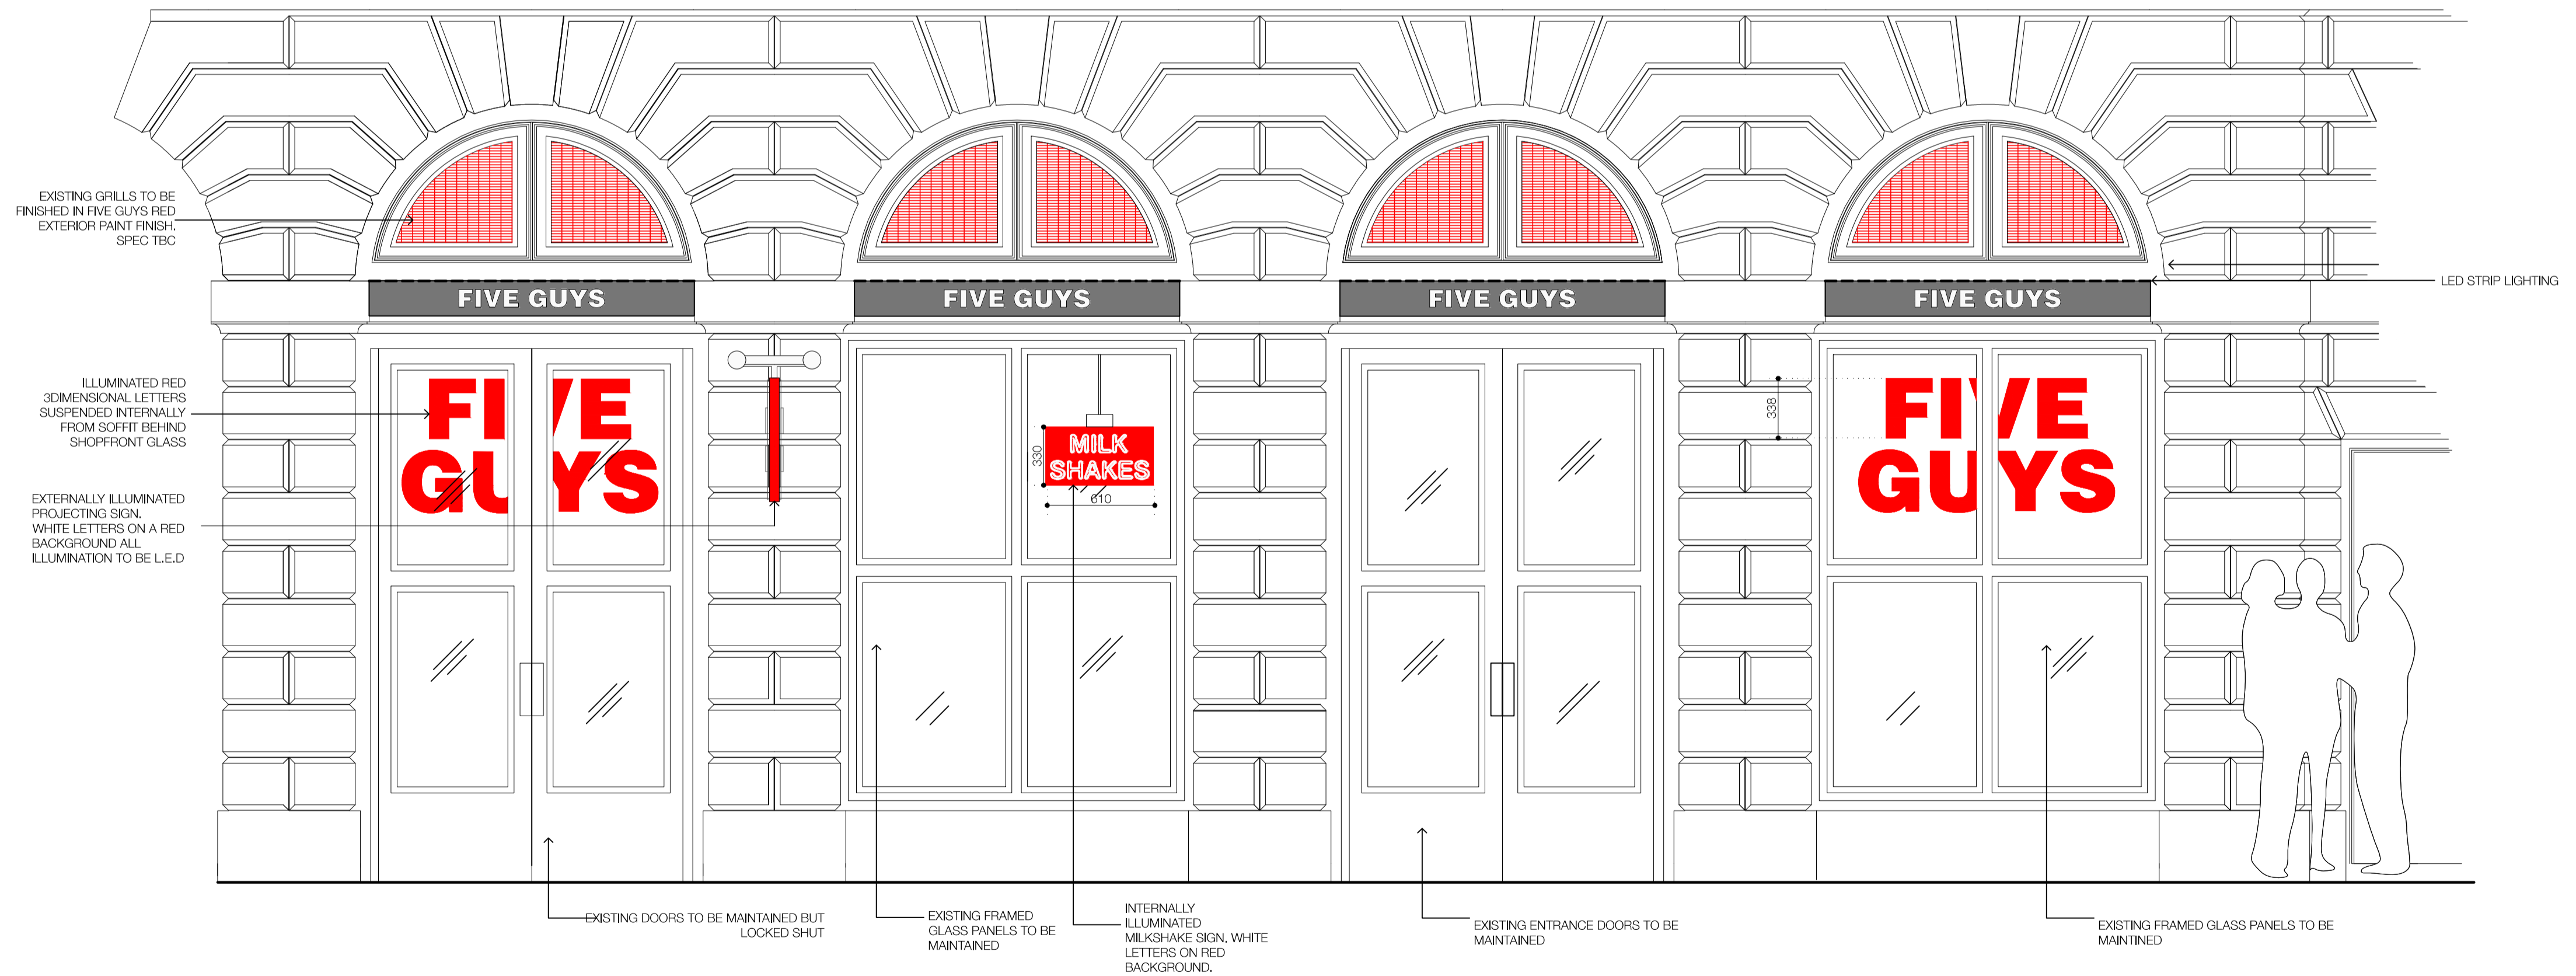 EXISTING GRILLS TO BE
FINISHED IN FIVE GUYS RED
EXTERIOR PAINT FINISH.
SPEC TBC
FIVE GUYS
FIVE GUYS
FIVE GUYS
FIVE GUYS
LED STRIP LIGHTING
ILLUMINATED RED
3DIMENSIONAL LETTERS
SUSPENDED INTERNALLY
FROM SOFFIT BEHIND
SHOPFRONT GLASS
FIVE
GUYS
MILK
SHAKES
330
610
338
FIVE
GUYS
EXTERNALLY ILLUMINATED
PROJECTING SIGN.
WHITE LETTERS ON A RED
BACKGROUND ALL
ILLUMINATION TO BE L.E.D
EXISTING DOORS TO BE MAINTAINED BUT
LOCKED SHUT
EXISTING FRAMED
GLASS PANELS TO BE
MAINTAINED
INTERNALLY
ILLUMINATED
MILKSHAKE SIGN. WHITE
LETTERS ON RED
BACKGROUND.
EXISTING ENTRANCE DOORS TO BE
MAINTAINED
EXISTING FRAMED GLASS PANELS TO BE
MAINTINED